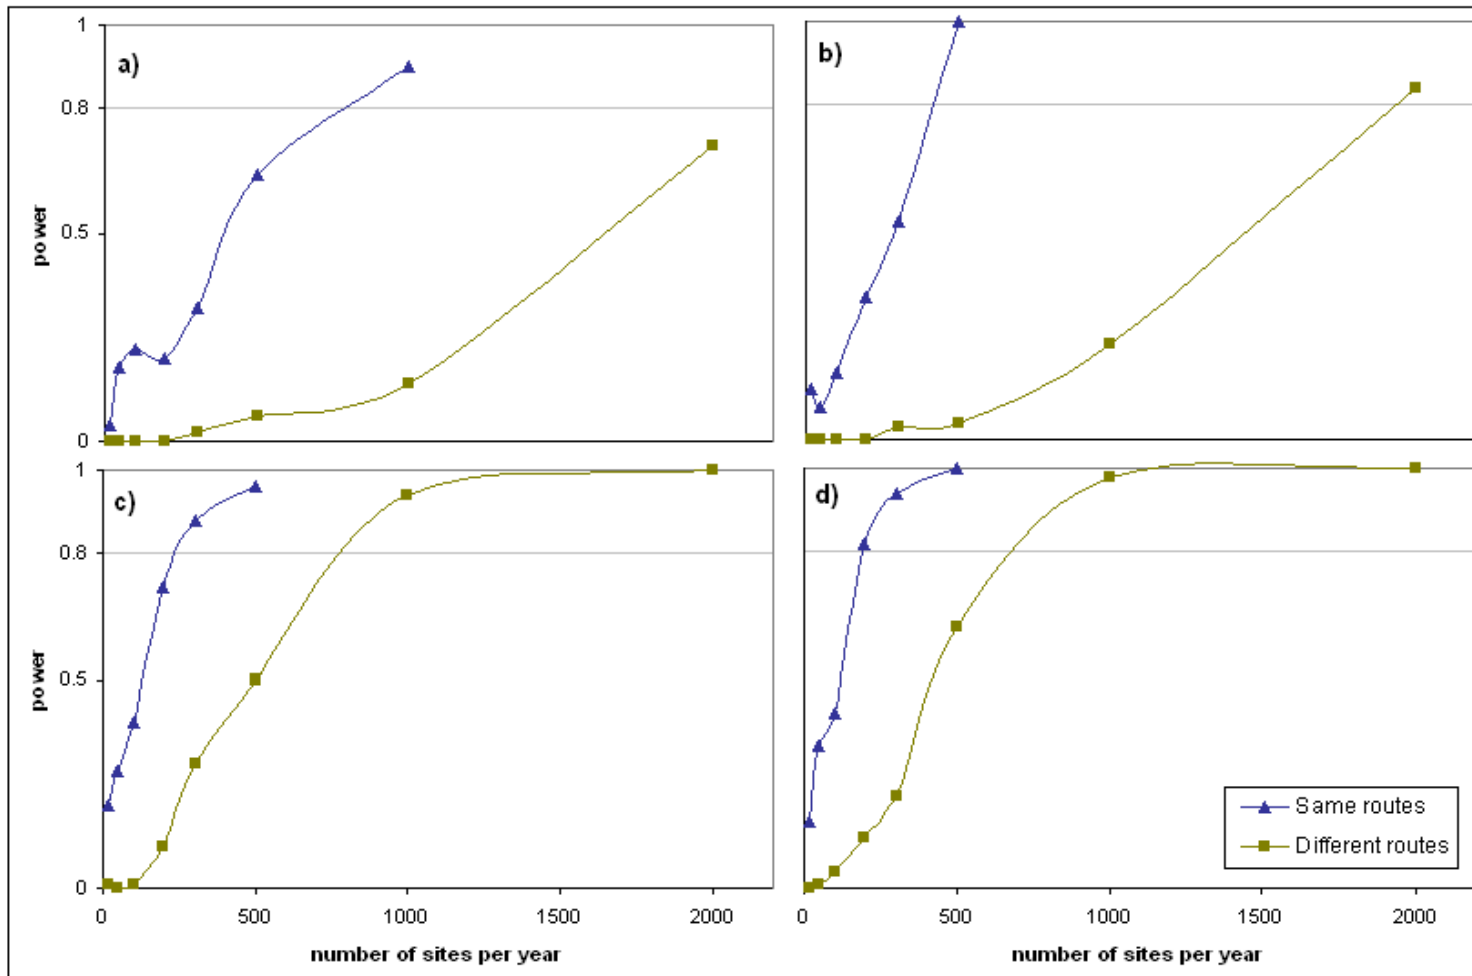 1
a)
b)
0.8
power
0.5
0
1
c)
d)
0.8
power
0.5
Same routes
Different routes
0
0 500 1000 1500 2000
0 500 1000 1500 2000
number of sites per year
number of sites per year